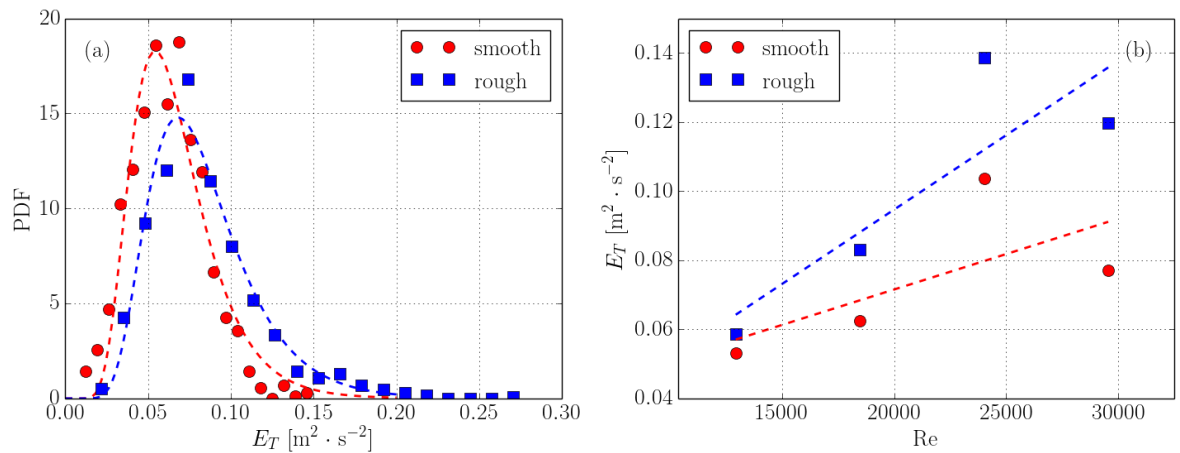 (a)
smooth
rough
PDF
20
15
10
5
0
0.00 0.05 0.10 0.15 0.20 0.25 0.30
E_T [m² · s⁻²]
(b)
smooth
rough
E_T [m² · s⁻²]
0.14
0.12
0.10
0.08
0.06
0.04
15000 20000 25000 30000
Re